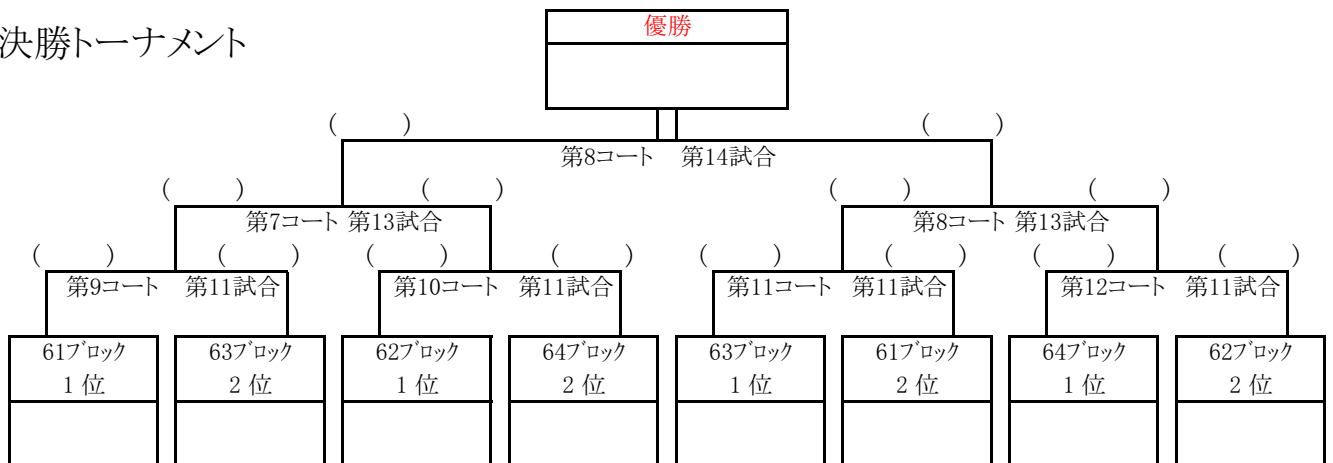 優勝
決勝トーナメント
( ) ( )
第8コート 第14試合
( ) ( ) ( ) ( )
第7コート 第13試合 第8コート 第13試合
( ) ( ) ( ) ( ) ( ) ( ) ( ) ( )
第9コート 第11試合 第10コート 第11試合 第11コート 第11試合 第12コート 第11試合
61ブロック 63ブロック 62ブロック 64ブロック 63ブロック 61ブロック 64ブロック 62ブロック
1 位 2 位 1 位 2 位 1 位 2 位 1 位 2 位